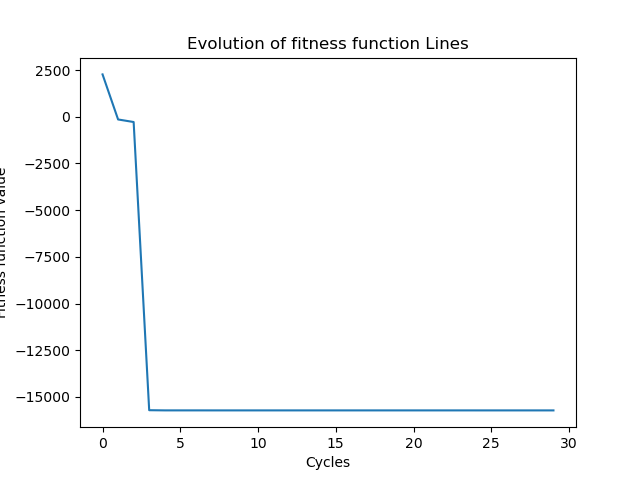 Evolution of fitness function Lines
2500
0
−2500
−5000
−7500
−10000
−12500
−15000
Fitness function value
0 5 10 15 20 25 30
Cycles